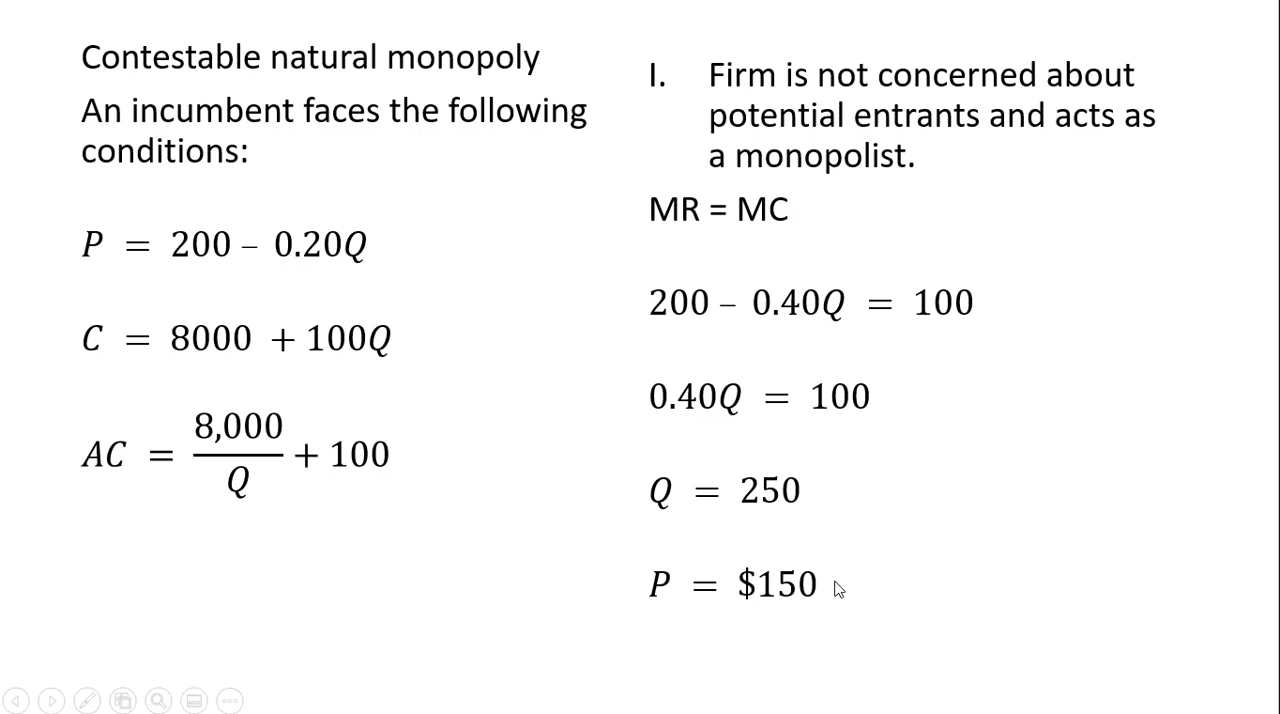 Contestable natural monopoly
An incumbent faces the following
conditions:
P = 200 – 0.20Q
C = 8000 + 100Q
AC = 8,000/Q + 100
I. Firm is not concerned about
potential entrants and acts as
a monopolist.
MR = MC
200 – 0.40Q = 100
0.40Q = 100
Q = 250
P = $150